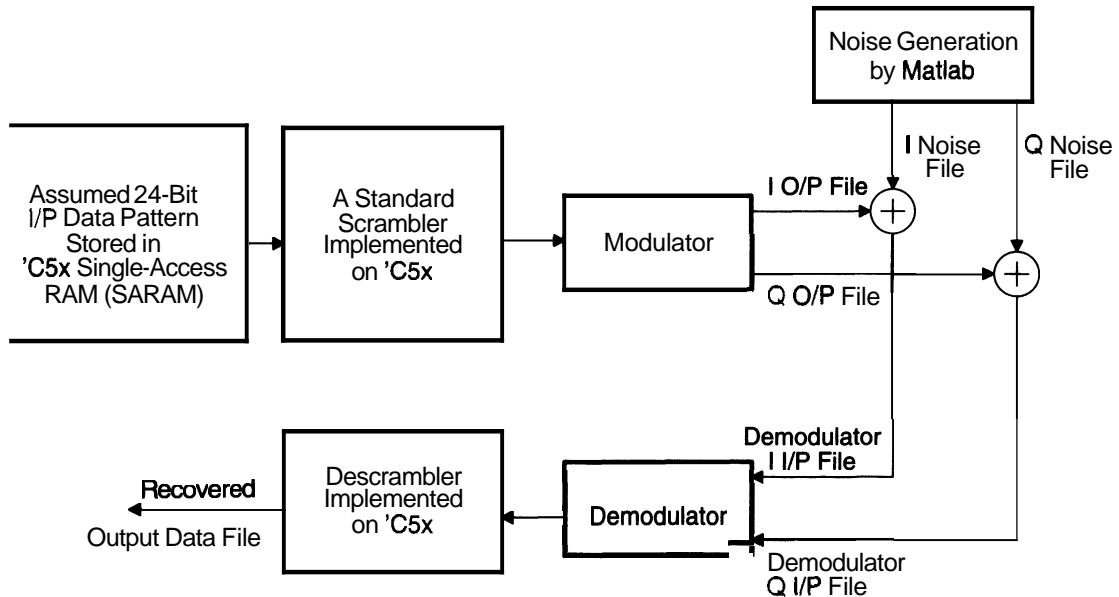 Noise Generation
by Matlab
I Noise
File
Q Noise
File
Assumed 24-Bit
I/P Data Pattern
Stored in
'C5x Single-Access
RAM (SARAM)
A Standard
Scrambler
Implemented
on 'C5x
Modulator
I O/P File
+
Q O/P File
+
Demodulator
I I/P File
Demodulator
Demodulator
Q I/P File
Descrambler
Implemented
on 'C5x
Recovered
Output Data File